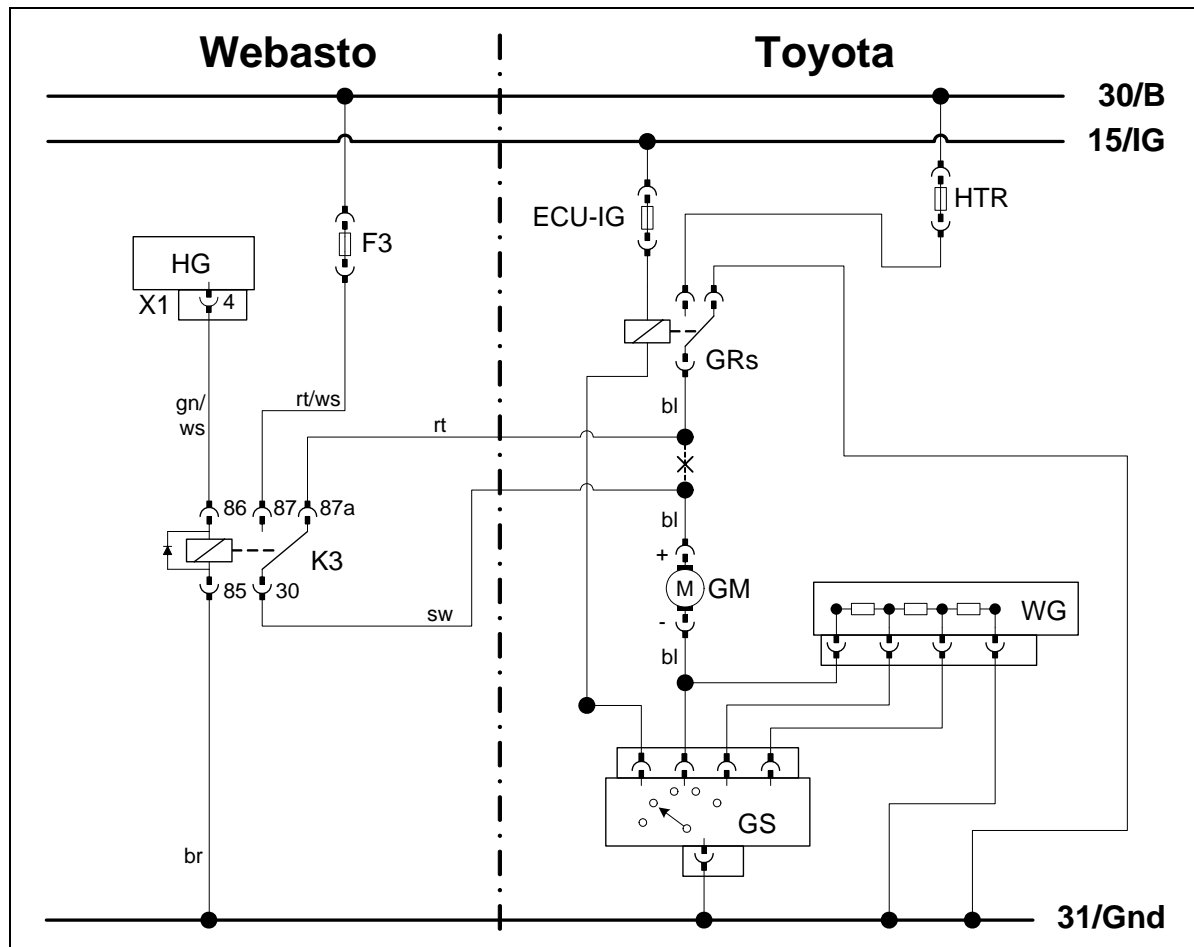 Webasto
Toyota
30/B
15/IG
HTR
ECU-IG
F3
HG
X1
4
GRs
gn/
ws
rt/ws
rt
bl
86
87
87a
bl
K3
+
M
GM
85
30
-
WG
sw
bl
GS
br
31/Gnd